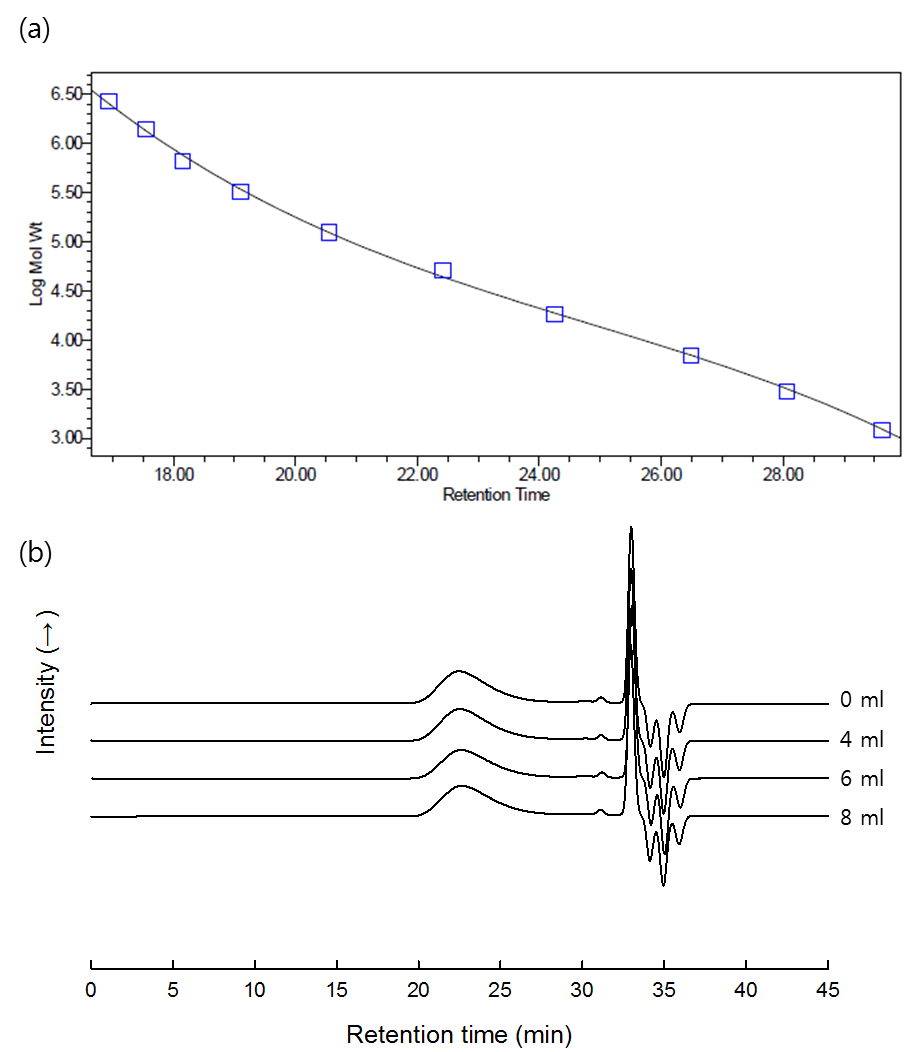 (a)
6.50
6.00
5.50
5.00
4.50
4.00
3.50
3.00
Log Mol Wt
18.00 20.00 22.00 24.00 26.00 28.00
Retention Time
(b)
Intensity (→)
0 ml
4 ml
6 ml
8 ml
0 5 10 15 20 25 30 35 40 45
Retention time (min)